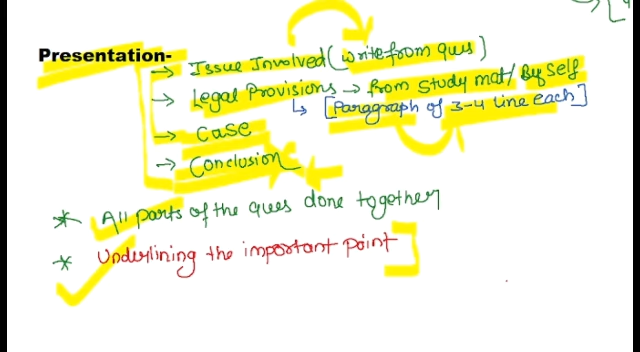 Presentation-
→ Issue Involved (write from ques)
→ Legal Provisions → from study mat/ By self
↳ [Paragraph of 3-4 line each]
→ Case
→ Conclusion
* All parts of the ques done together
* Underlining the important point